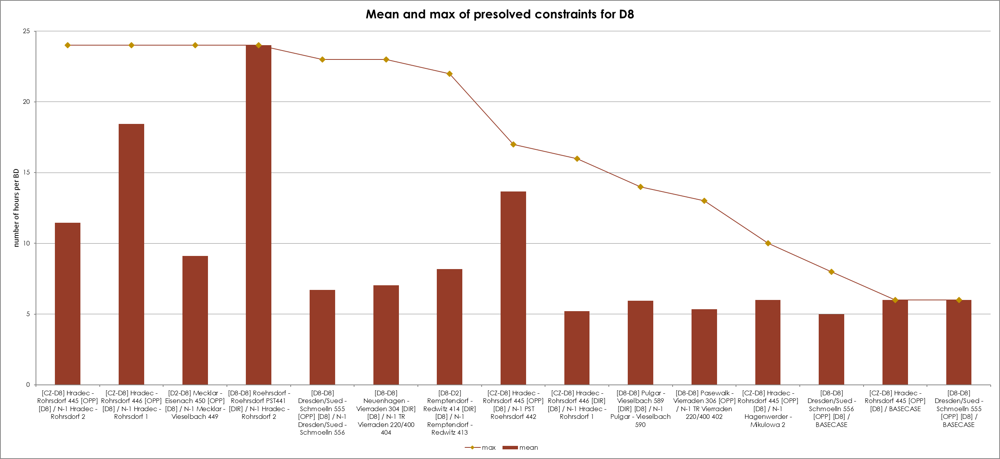 Mean and max of presolved constraints for D8
number of hours per BD
25
20
15
10
5
0
[CZ-D8] Hradec -
Rohrsdorf 445 [OPP]
[D8] / N-1 Hradec -
Rohrsdorf 2
[CZ-D8] Hradec -
Rohrsdorf 446 [OPP]
[D8] / N-1 Hradec -
Rohrsdorf 1
[D2-D8] Mecklar -
Eisenach 450 [OPP]
[D8] / N-1 Mecklar -
Vieselbach 449
[D8-D8] Roehrsdorf -
Roehrsdorf PST441
[DIR] / N-1 Hradec -
Rohrsdorf 2
[D8-D8]
Dresden/Sued -
Schmoelln 555
[OPP] [D8] / N-1
Dresden/Sued -
Schmoelln 556
[D8-D8]
Neuenhagen -
Vierraden 304 [DIR]
[D8] / N-1 TR
Vierraden 220/400
404
[D8-D2]
Remptendorf -
Redwitz 414 [DIR]
[D8] / N-1
Remptendorf -
Redwitz 413
[CZ-D8] Hradec -
Rohrsdorf 445 [OPP]
[D8] / N-1 PST
Roehrsdorf 442
[CZ-D8] Hradec -
Rohrsdorf 446 [DIR]
[D8] / N-1 Hradec -
Rohrsdorf 1
[D8-D8] Pulgar -
Vieselbach 589
[DIR] [D8] / N-1
Pulgar - Vieselbach
590
[D8-D8] Pasewalk -
Vierraden 306 [OPP]
/ N-1 TR Vierraden
220/400 402
[CZ-D8] Hradec -
Rohrsdorf 445 [OPP]
[D8] / N-1
Hagenwerder -
Mikulowa 2
[D8-D8]
Dresden/Sued -
Schmoelln 556
[OPP] [D8] /
BASECASE
[CZ-D8] Hradec -
Rohrsdorf 445 [OPP]
[D8] / BASECASE
[D8-D8]
Dresden/Sued -
Schmoelln 555
[OPP] [D8] /
BASECASE
max
mean